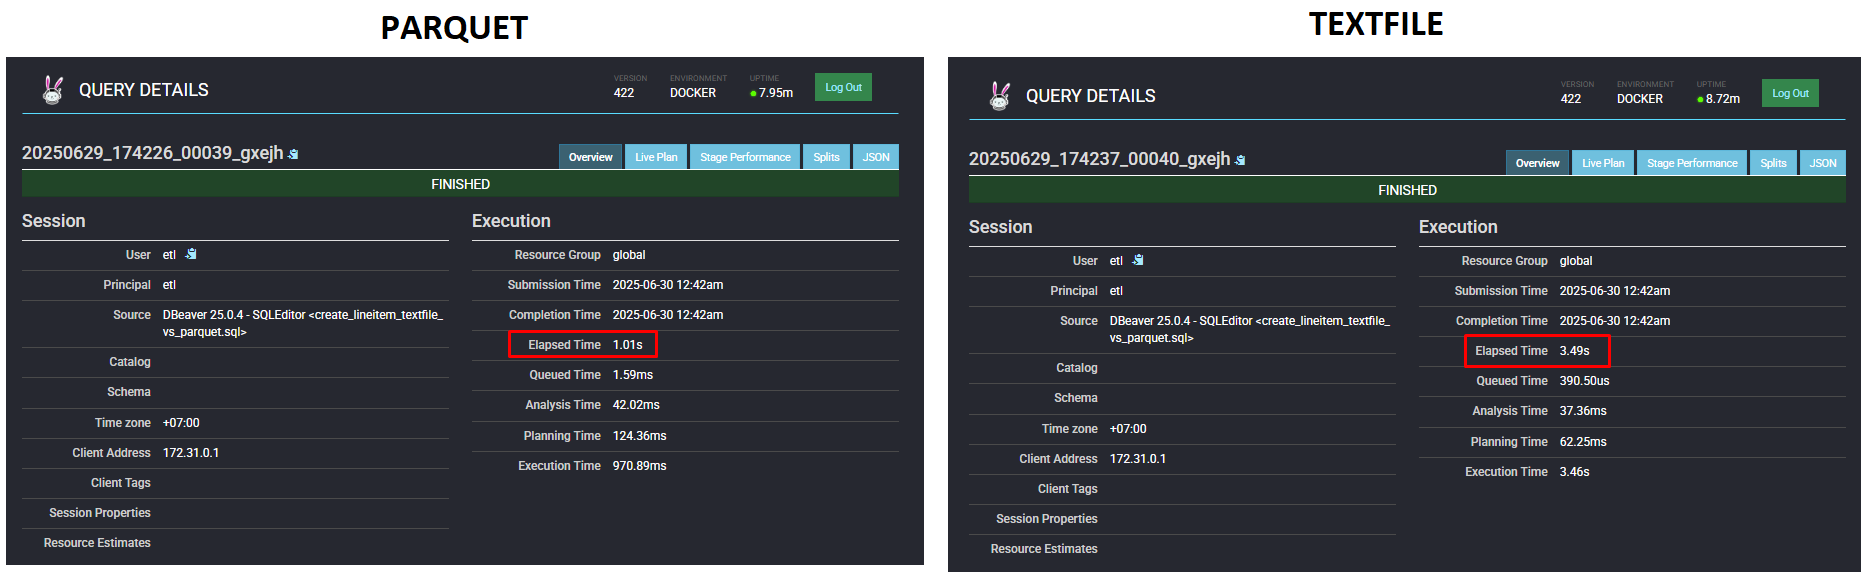 PARQUET
QUERY DETAILS
VERSION
422
ENVIRONMENT
DOCKER
UPTIME
7.95m
Log Out
20250629_174226_00039_gxejh
Overview
Live Plan
Stage Performance
Splits
JSON
FINISHED
Session
User etl
Principal etl
Source DBeaver 25.0.4 - SQLEditor <create_lineitem_textfile_
vs_parquet.sql>
Catalog
Schema
Time zone +07:00
Client Address 172.31.0.1
Client Tags
Session Properties
Resource Estimates
Execution
Resource Group global
Submission Time 2025-06-30 12:42am
Completion Time 2025-06-30 12:42am
Elapsed Time 1.01s
Queued Time 1.59ms
Analysis Time 42.02ms
Planning Time 124.36ms
Execution Time 970.89ms
TEXTFILE
QUERY DETAILS
VERSION
422
ENVIRONMENT
DOCKER
UPTIME
8.72m
Log Out
20250629_174237_00040_gxejh
Overview
Live Plan
Stage Performance
Splits
JSON
FINISHED
Session
User etl
Principal etl
Source DBeaver 25.0.4 - SQLEditor <create_lineitem_textfile_
vs_parquet.sql>
Catalog
Schema
Time zone +07:00
Client Address 172.31.0.1
Client Tags
Session Properties
Resource Estimates
Execution
Resource Group global
Submission Time 2025-06-30 12:42am
Completion Time 2025-06-30 12:42am
Elapsed Time 3.49s
Queued Time 390.50us
Analysis Time 37.36ms
Planning Time 62.25ms
Execution Time 3.46s